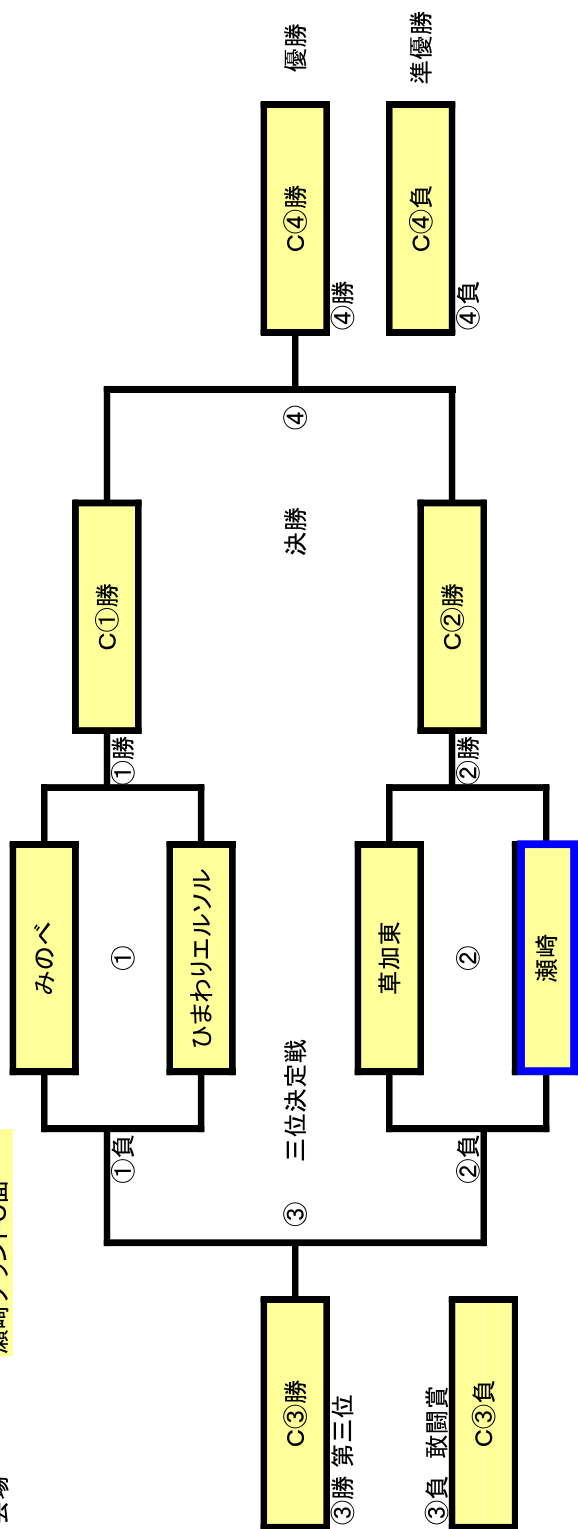 みのべ
C①勝
①負
①
①勝
ひまわりエルソル
C③勝
③
三位決定戦
決勝
④
C④勝
優勝
③勝 第三位
④勝
草加東
C④負
準優勝
③負 敢闘賞
C②勝
②負
②
②勝
④負
C③負
瀬崎